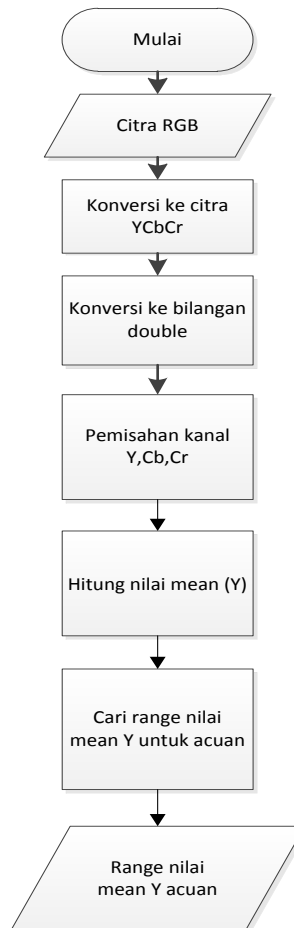 Mulai
Citra RGB
Konversi ke citra
YCbCr
Konversi ke bilangan
double
Pemisahan kanal
Y,Cb,Cr
Hitung nilai mean (Y)
Cari range nilai
mean Y untuk acuan
Range nilai
mean Y acuan